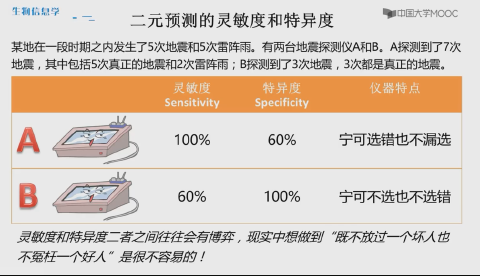 生物信息学
中国大学MOOC
二元预测的灵敏度和特异度
某地在一段时期之内发生了5次地震和5次雷阵雨。有两台地震探测仪A和B。A探测到了7次
地震，其中包括5次真正的地震和2次雷阵雨；B探测到了3次地震，3次都是真正的地震。
灵敏度 特异度 仪器特点
Sensitivity Specificity
A 100% 60% 宁可选错也不漏选
B 60% 100% 宁可不选也不选错
灵敏度和特异度二者之间往往会有博弈，现实中想做到“既不放过一个坏人也
不冤枉一个好人”是很不容易的！